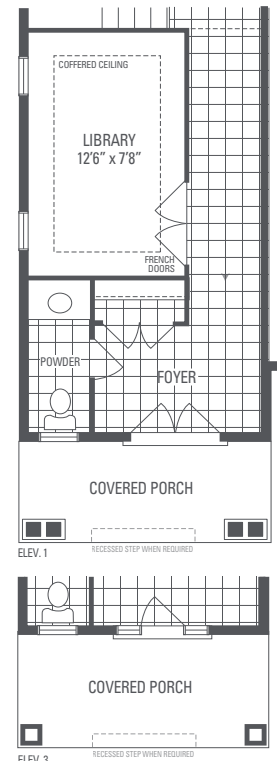 COFFERED CEILING
LIBRARY
12'6" x 7'8"
FRENCH
DOORS
POWDER
FOYER
COVERED PORCH
ELEV. 1
RECESSED STEP WHEN REQUIRED
COVERED PORCH
ELEV. 3
RECESSED STEP WHEN REQUIRED